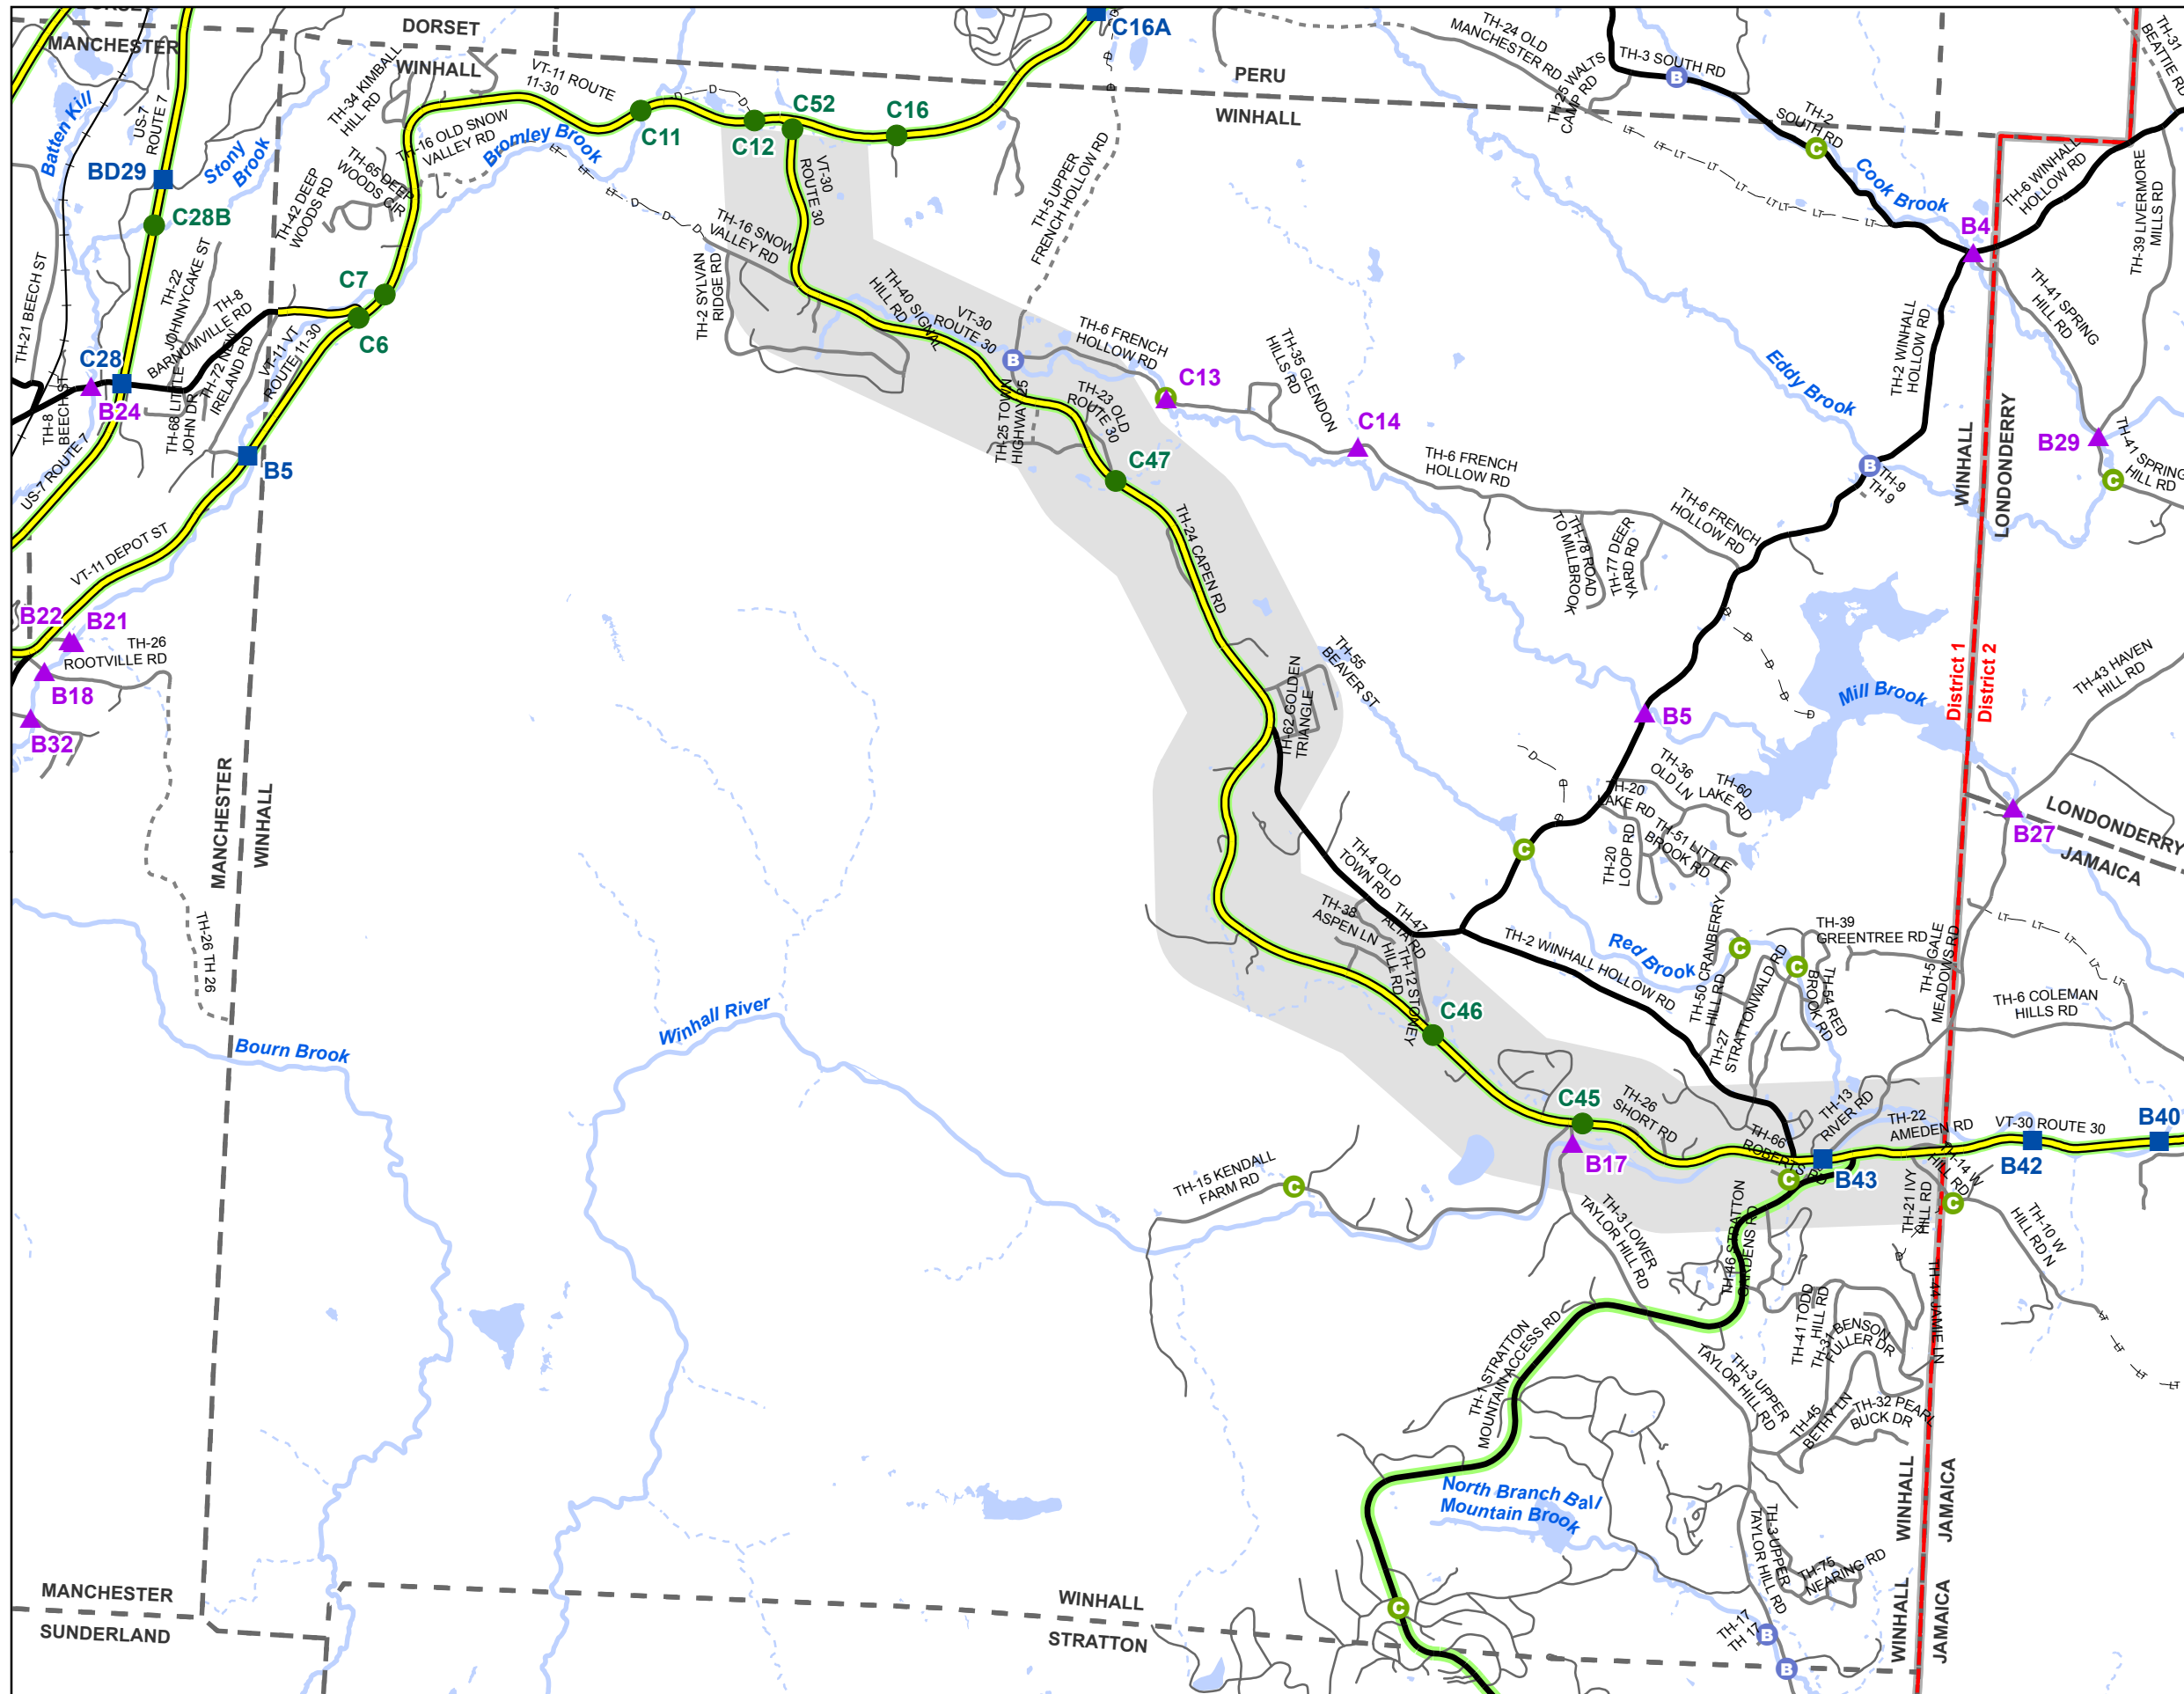 DORSET
MANCHESTER
DORSET
WINHALL
C16A
PERU
WINHALL
TH-24 OLD
MANCHESTER RD
TH-25 WALTS
CAMP RD
TH-3 SOUTH RD
B
TH-2
SOUTH RD
C
TH-31
BEATTIE RD
Batten Kill
US-7
ROUTE 7
Stony
Brook
TH-34 KIMBALL
HILL RD
VT-11 ROUTE
11-30
D
D
D
C11
C12
C52
C16
TH-16 OLD SNOW
VALLEY RD
Bromley Brook
LT
LT
LT
D
D
D
BD29
C28B
TH-65 DEEP
WOODS CIR
TH-42 DEEP
WOODS RD
VT-30
ROUTE 30
TH-16 SNOW
VALLEY RD
TH-2 SYLVAN
RIDGE RD
TH-5 UPPER
FRENCH HOLLOW RD
Cook Brook
B4
TH-6 WINHALL
HOLLOW RD
TH-39 LIVERMORE
MILLS RD
TH-41 SPRING
HILL RD
TH-21 BEECH ST
TH-22
JOHNNYCAKE ST
TH-8
BARNUMVILLE RD
C7
C6
C28
B24
TH-8
BEECH ST
TH-68 LITTLE
JOHN DR
TH-72 NEW
IRELAND RD
VT-11 VT
ROUTE 11-30
B5
US-7 ROUTE 7
VT-11 DEPOT ST
TH-40 SIGNAL
HILL RD
VT-30
ROUTE 30
B
TH-6 FRENCH
HOLLOW RD
C13
TH-35 GLENDON
HILLS RD
C14
TH-25 TOWN
HIGHWAY 25
TH-23 OLD
ROUTE 30
C47
TH-6 FRENCH
HOLLOW RD
TH-6 FRENCH
HOLLOW RD
TH-78 ROAD
TO MILLBROOK
TH-77 DEER
YARD RD
Eddy Brook
TH-2 WINHALL
HOLLOW RD
B
TH-9
TH 9
WINHALL
LONDONDERRY
B29
TH-41 SPRING
HILL RD
C
TH-24 CAPEN RD
B22
B21
TH-26
ROOTVILLE RD
B18
B32
TH-55
BEAVER ST
TH-62 GOLDEN
TRIANGLE
D
D
D
D
B5
Mill Brook
District 1
District 2
TH-43 HAVEN
HILL RD
MANCHESTER
WINHALL
TH-36
OLD LN
TH-60
LAKE RD
TH-20
LAKE RD
TH-51 LITTLE
BROOK RD
TH-20
LOOP RD
C
B27
LONDONDERRY
JAMAICA
TH-4 OLD
TOWN RD
TH-47
ALTA RD
TH-38
ASPEN LN
TH-12 STONEY
HILL RD
TH-2 WINHALL HOLLOW RD
Red Brook
TH-50 CRANBERRY
HILL RD
C
TH-27
STRATTONWALD RD
C
TH-54 RED
BROOK RD
TH-39
GREENTREE RD
TH-5 GALE
MEADOWS RD
TH-6 COLEMAN
HILLS RD
TH-26 TH 26
Bourn Brook
Winhall River
C46
C45
B17
TH-26
SHORT RD
TH-66
ROBERTS RD
TH-13
RIVER RD
TH-22
AMEDEN RD
VT-30 ROUTE 30
B43
B42
B40
C
TH-15 KENDALL
FARM RD
C
TH-3 LOWER
TAYLOR HILL RD
TH-46 STRATTON
GARDENS RD
TH-21 IVY
HILL RD
TH-14 W
HILL RD
C
TH-10 W
HILL RD N
TH-44 JAMIE LN
TH-41 TODD
HILL RD
TH-31 BENSON
FULLER DR
TH-1 STRATTON
MOUNTAIN ACCESS RD
TH-3 UPPER
TAYLOR HILL RD
TH-45
BETHY LN
TH-32 PEARL
BUCK DR
North Branch Ball
Mountain Brook
WINHALL
JAMAICA
TH-3 UPPER
TAYLOR HILL RD
TH-75
NEARING RD
MANCHESTER
SUNDERLAND
WINHALL
STRATTON
C
TH-17
TH 17
B
B
WINHALL
JAMAICA